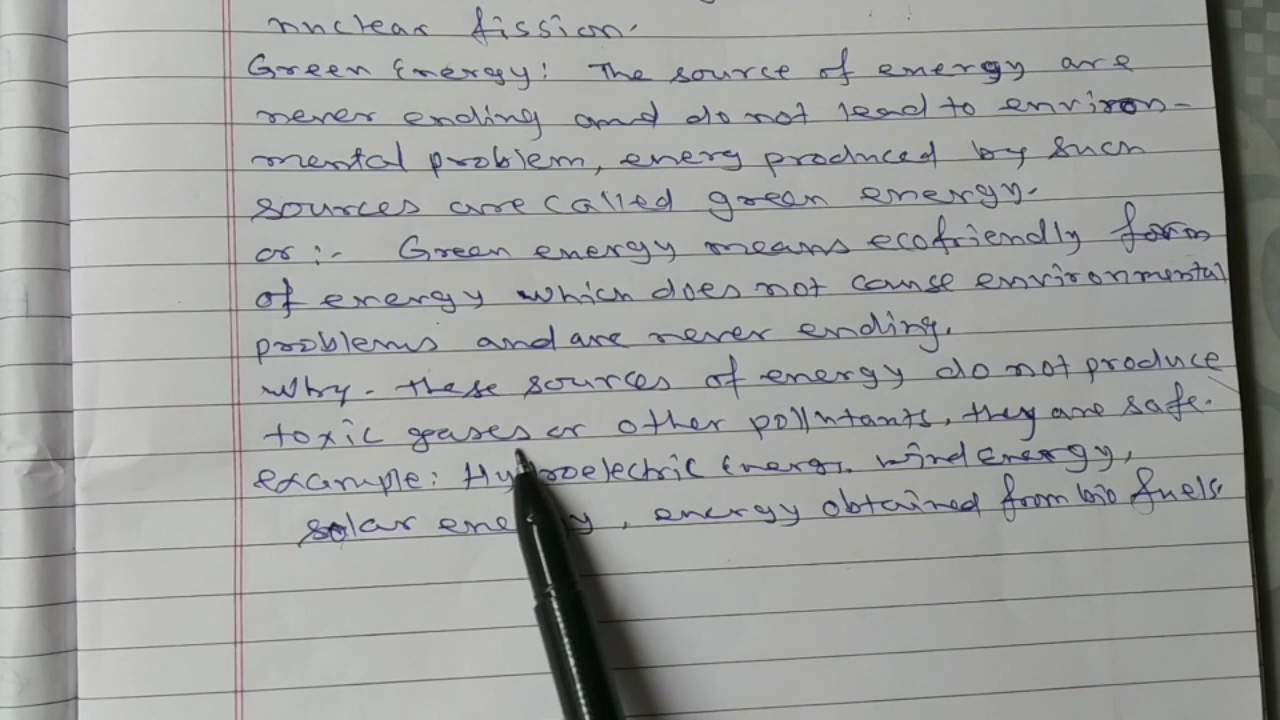 nuclear fission.
Green Energy: The source of energy are
never ending and do not lead to environ-
mental problem, energ produced by such
sources are called green energy.
or :- Green energy means ecofriendly form
of energy which does not cause environmental
problems and are never ending.
Why - These sources of energy do not produce
toxic gases or other pollutants, they are safe.
example: Hydroelectric Energy. wind energy,
solar energy, energy obtained from bio fuels.